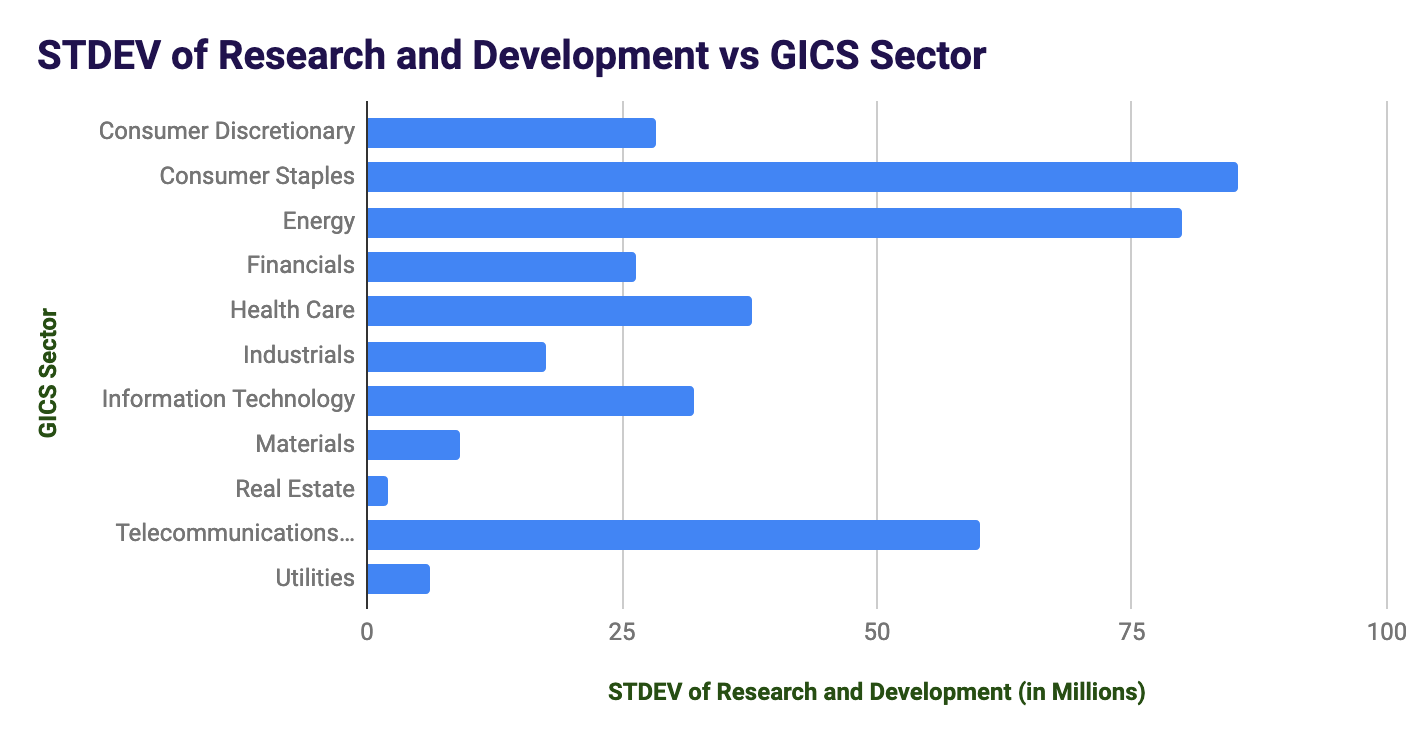 STDEV of Research and Development vs GICS Sector
Consumer Discretionary
Consumer Staples
Energy
Financials
Health Care
Industrials
Information Technology
Materials
Real Estate
Telecommunications…
Utilities
GICS Sector
0 25 50 75 100
STDEV of Research and Development (in Millions)